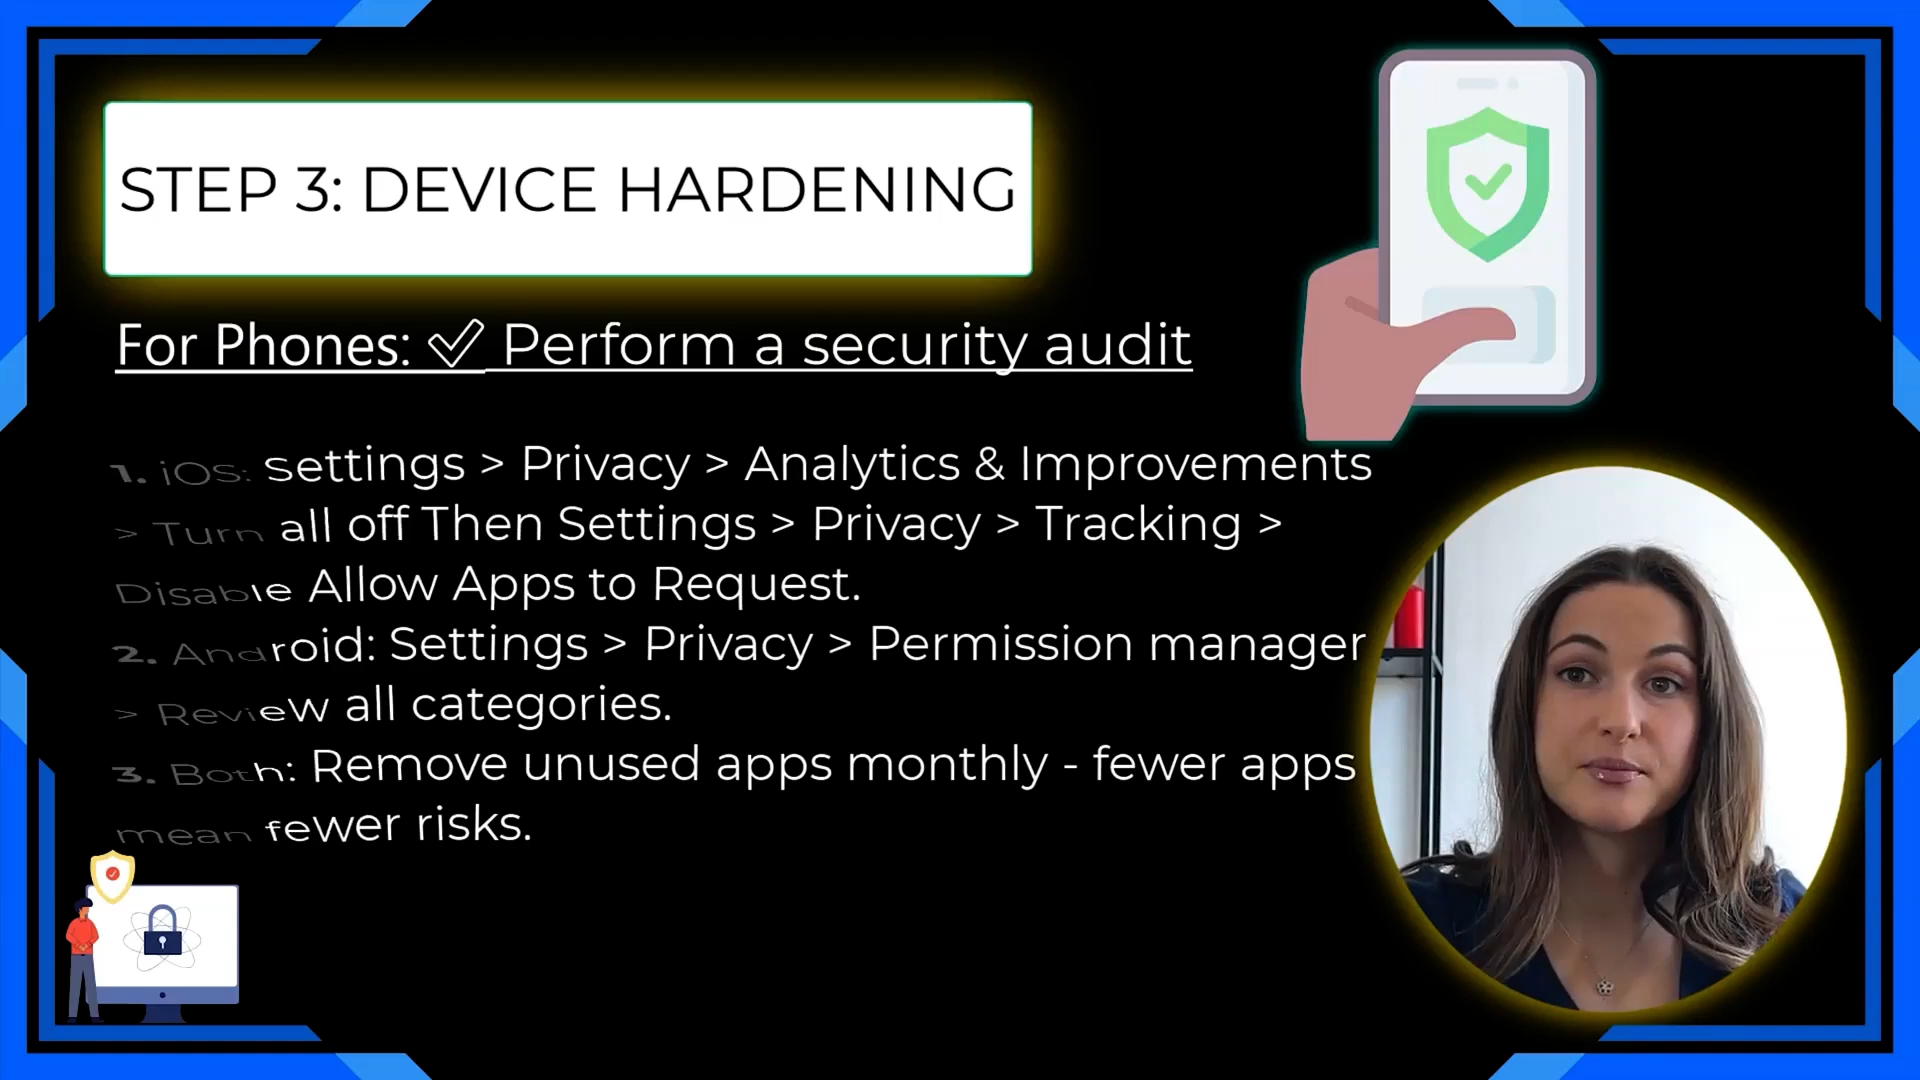 STEP 3: DEVICE HARDENING
For Phones: ✓ Perform a security audit
1. iOS: Settings > Privacy > Analytics & Improvements
> Turn all off Then Settings > Privacy > Tracking >
Disable Allow Apps to Request.
2. Android: Settings > Privacy > Permission manager
> Review all categories.
3. Both: Remove unused apps monthly - fewer apps
mean fewer risks.